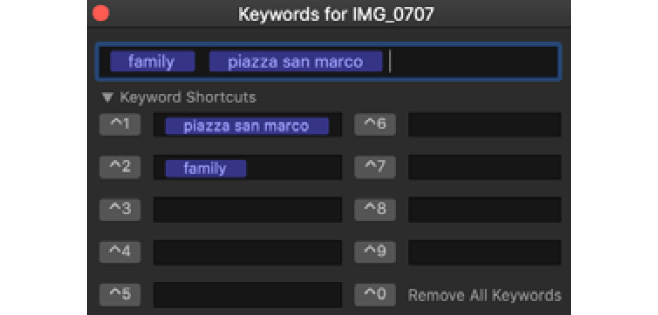 Keywords for IMG_0707
family piazza san marco
▼ Keyword Shortcuts
^1 piazza san marco ^6
^2 family ^7
^3 ^8
^4 ^9
^5 ^0 Remove All Keywords